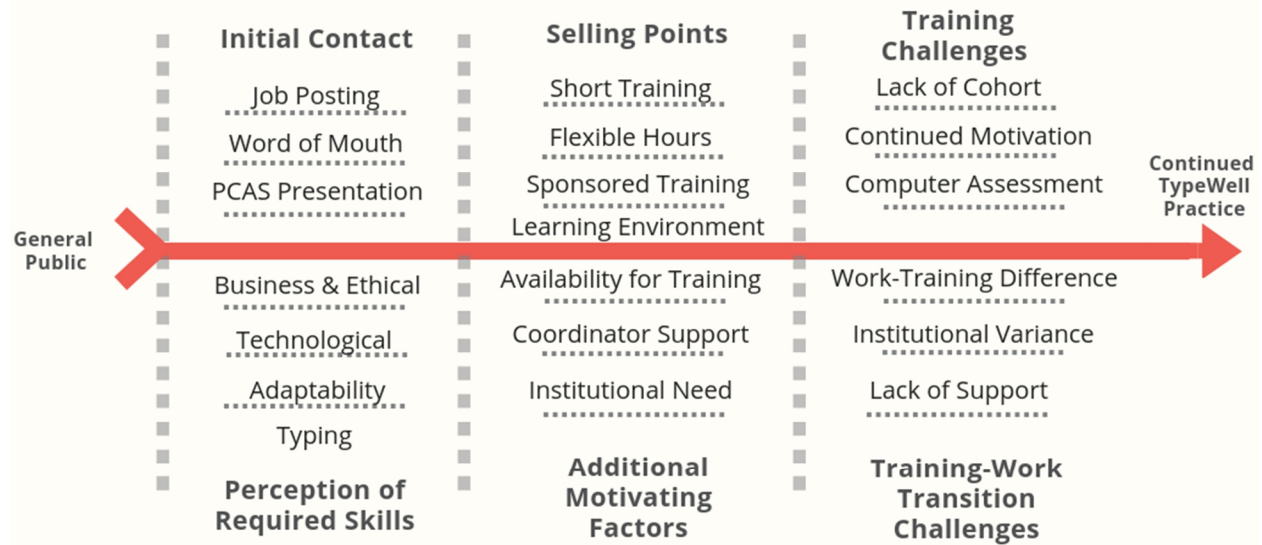 General
Public
Initial Contact
Job Posting
Word of Mouth
PCAS Presentation
Business & Ethical
Technological
Adaptability
Typing
Perception of
Required Skills
Selling Points
Short Training
Flexible Hours
Sponsored Training
Learning Environment
Availability for Training
Coordinator Support
Institutional Need
Additional
Motivating
Factors
Training
Challenges
Lack of Cohort
Continued Motivation
Computer Assessment
Work-Training Difference
Institutional Variance
Lack of Support
Training-Work
Transition
Challenges
Continued
TypeWell
Practice